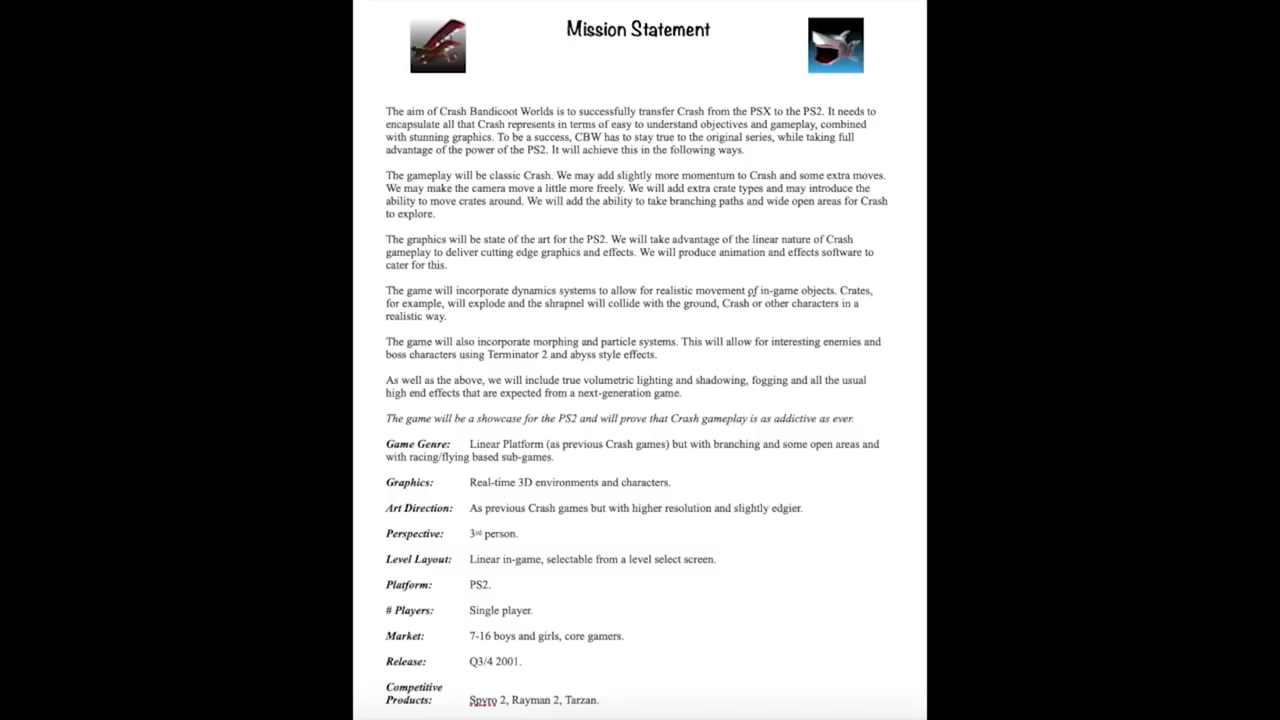 Mission Statement
The aim of Crash Bandicoot Worlds is to successfully transfer Crash from the PSX to the PS2. It needs to
encapsulate all that Crash represents in terms of easy to understand objectives and gameplay, combined
with stunning graphics. To be a success, CBW has to stay true to the original series, while taking full
advantage of the power of the PS2. It will achieve this in the following ways.
The gameplay will be classic Crash. We may add slightly more momentum to Crash and some extra moves.
We may make the camera move a little more freely. We will add extra crate types and may introduce the
ability to move crates around. We will add the ability to take branching paths and wide open areas for Crash
to explore.
The graphics will be state of the art for the PS2. We will take advantage of the linear nature of Crash
gameplay to deliver cutting edge graphics and effects. We will produce animation and effects software to
cater for this.
The game will incorporate dynamics systems to allow for realistic movement of in-game objects. Crates,
for example, will explode and the shrapnel will collide with the ground, Crash or other characters in a
realistic way.
The game will also incorporate morphing and particle systems. This will allow for interesting enemies and
boss characters using Terminator 2 and abyss style effects.
As well as the above, we will include true volumetric lighting and shadowing, fogging and all the usual
high end effects that are expected from a next-generation game.
The game will be a showcase for the PS2 and will prove that Crash gameplay is as addictive as ever.
Game Genre: Linear Platform (as previous Crash games) but with branching and some open areas and
with racing/flying based sub-games.
Graphics: Real-time 3D environments and characters.
Art Direction: As previous Crash games but with higher resolution and slightly edgier.
Perspective: 3rd person.
Level Layout: Linear in-game, selectable from a level select screen.
Platform: PS2.
# Players: Single player.
Market: 7-16 boys and girls, core gamers.
Release: Q3/4 2001.
Competitive
Products: Spyro 2, Rayman 2, Tarzan.